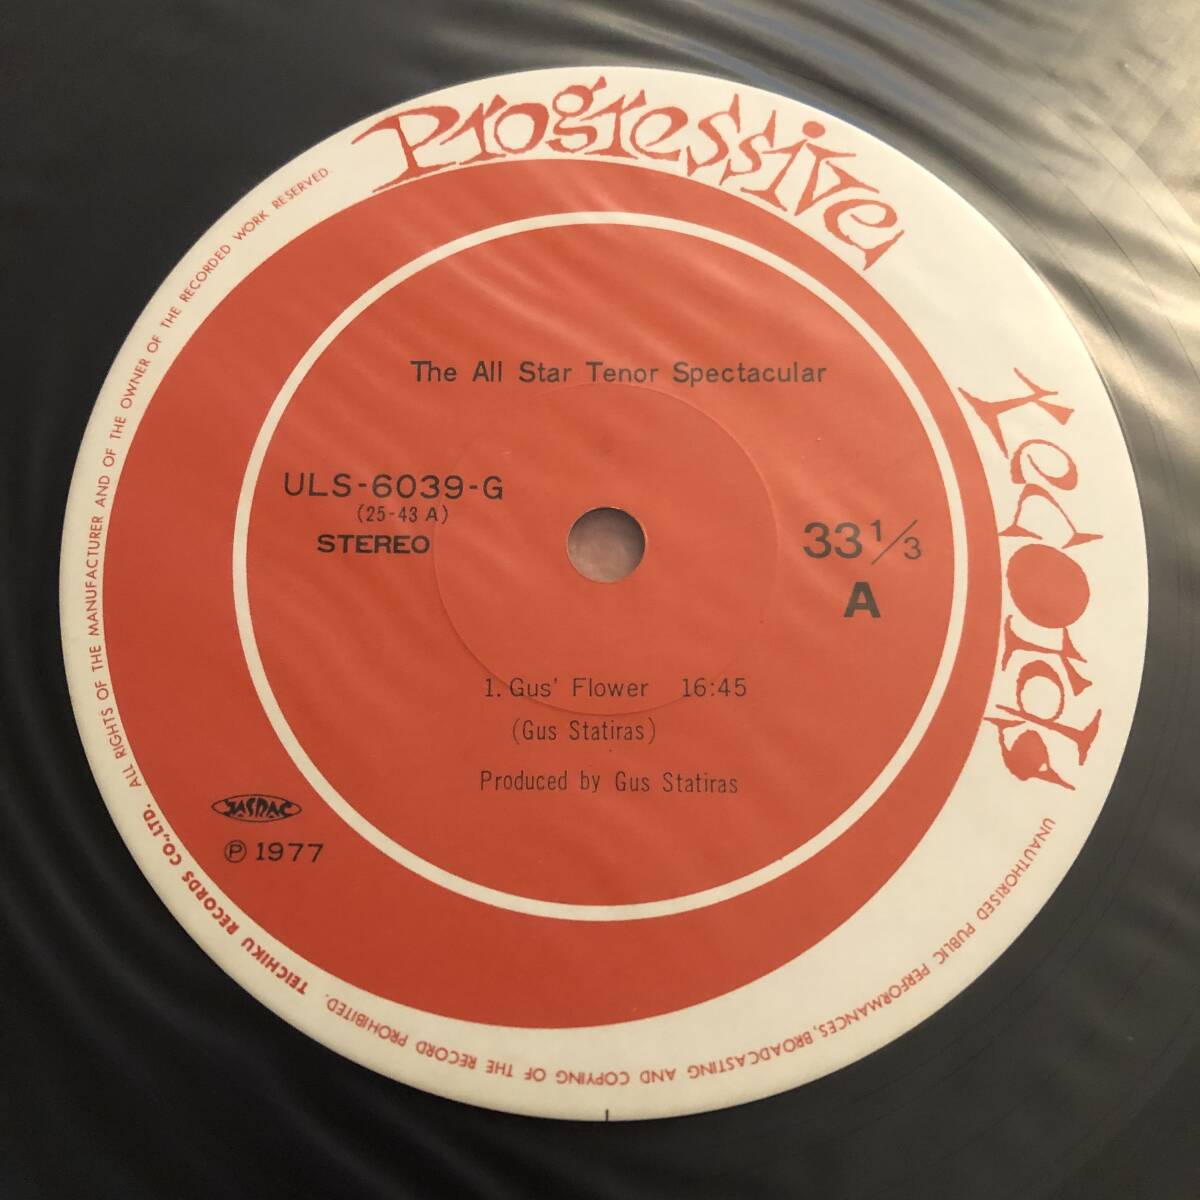 Progressive
records
The All Star Tenor Spectacular
ULS-6039-G
(25-43 A)
STEREO
33 1/3
A
1. Gus' Flower 16:45
(Gus Statiras)
Produced by Gus Statiras
JASRAC
Ⓟ 1977
TEICHIKU RECORDS CO.,LTD. ALL RIGHTS OF THE MANUFACTURER AND OF THE OWNER OF THE RECORDED WORK RESERVED.
UNAUTHORISED PUBLIC PERFORMANCES, BROADCASTING AND COPYING OF THE RECORD PROHIBITED.